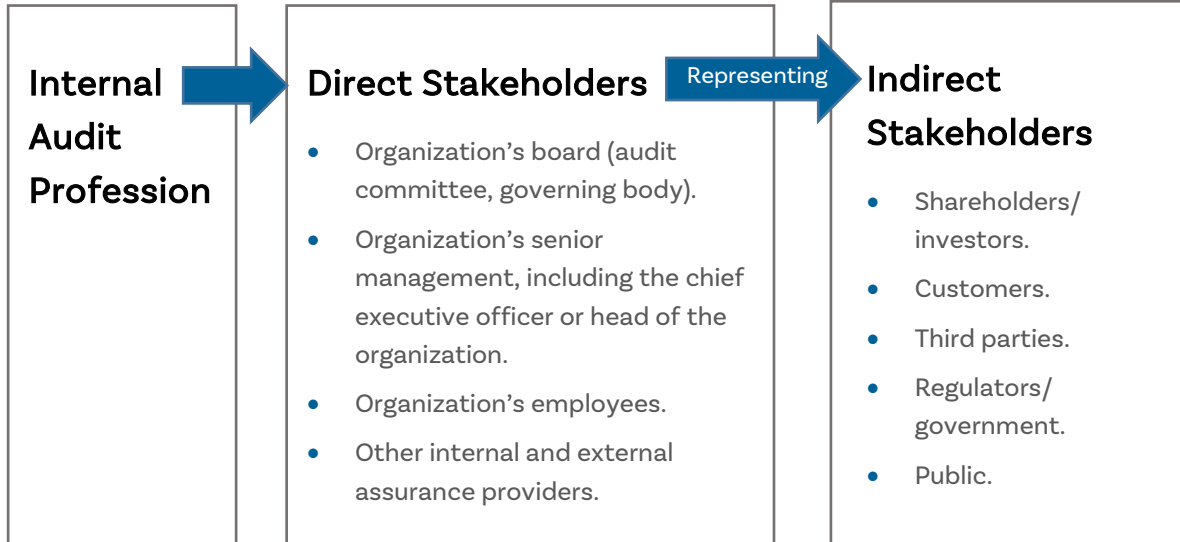 Internal
Audit
Profession
Direct Stakeholders
• Organization’s board (audit
committee, governing body).
• Organization’s senior
management, including the chief
executive officer or head of the
organization.
• Organization’s employees.
• Other internal and external
assurance providers.
Representing
Indirect
Stakeholders
• Shareholders/
investors.
• Customers.
• Third parties.
• Regulators/
government.
• Public.